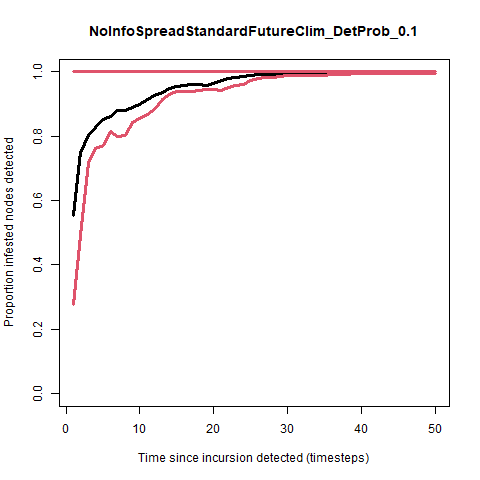 NoInfoSpreadStandardFutureClim_DetProb_0.1
Proportion infested nodes detected
1.0
0.8
0.6
0.4
0.2
0.0
0 10 20 30 40 50
Time since incursion detected (timesteps)